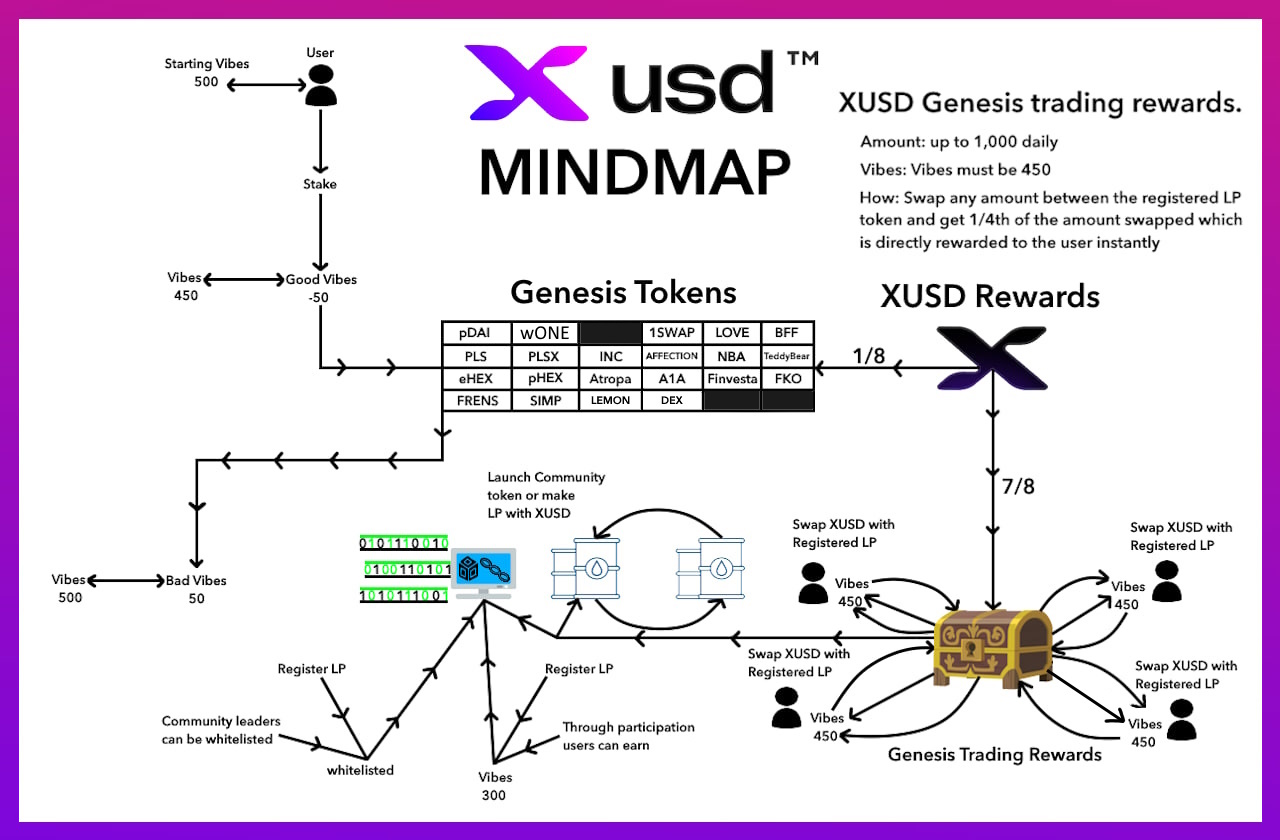 X usd ™
MINDMAP
User
Starting Vibes
500
Stake
Vibes
450
Good Vibes
-50
XUSD Genesis trading rewards.
Amount: up to 1,000 daily
Vibes: Vibes must be 450
How: Swap any amount between the registered LP
token and get 1/4th of the amount swapped which
is directly rewarded to the user instantly
Genesis Tokens
pDAI wONE 1SWAP LOVE BFF
PLS PLSX INC AFFECTION NBA TeddyBear
eHEX pHEX Atropa A1A Finvesta FKO
FRENS SIMP LEMON DEX
XUSD Rewards
1/8
7/8
Vibes
500
Bad Vibes
50
Launch Community
token or make
LP with XUSD
010110010
0100110101
1010111001
Register LP
Community leaders
can be whitelisted
whitelisted
Register LP
Through participation
users can earn
Vibes
300
Swap XUSD with
Registered LP
Vibes
450
Swap XUSD with
Registered LP
Vibes
450
Swap XUSD with
Registered LP
Vibes
450
Swap XUSD with
Registered LP
Vibes
450
Genesis Trading Rewards